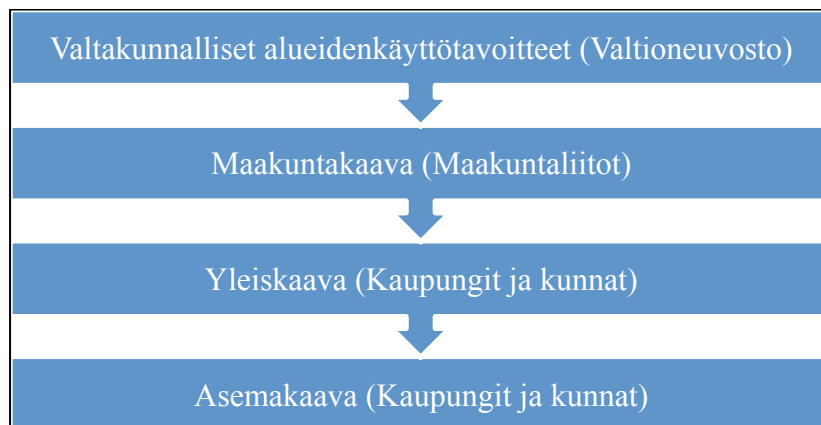 Valtakunnalliset alueidenkäyttötavoitteet (Valtioneuvosto)
Maakuntakaava (Maakuntaliitot)
Yleiskaava (Kaupungit ja kunnat)
Asemakaava (Kaupungit ja kunnat)